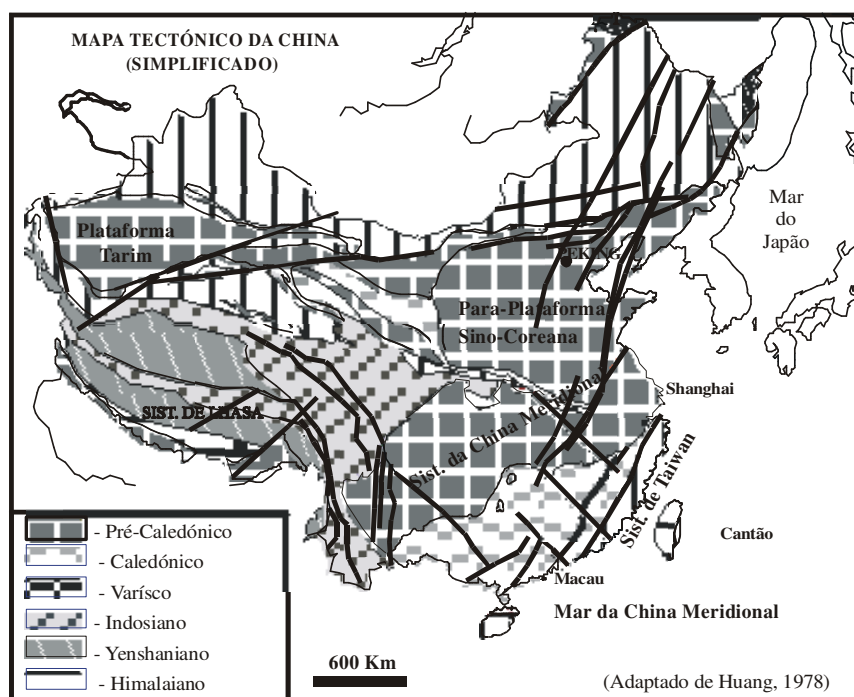 MAPA TECTÓNICO DA CHINA
(SIMPLIFICADO)
Mar
do
Japão
Plataforma
Tarim
PEKING
Para-Plataforma
Sino-Coreana
Shanghai
SIST. DE LHASA
Sist. da China Meridional
Sist. de Taiwan
Cantão
Macau
Mar da China Meridional
- Pré-Caledónico
- Caledónico
- Varísco
- Indosiano
- Yenshaniano
- Himalaiano
600 Km
(Adaptado de Huang, 1978)